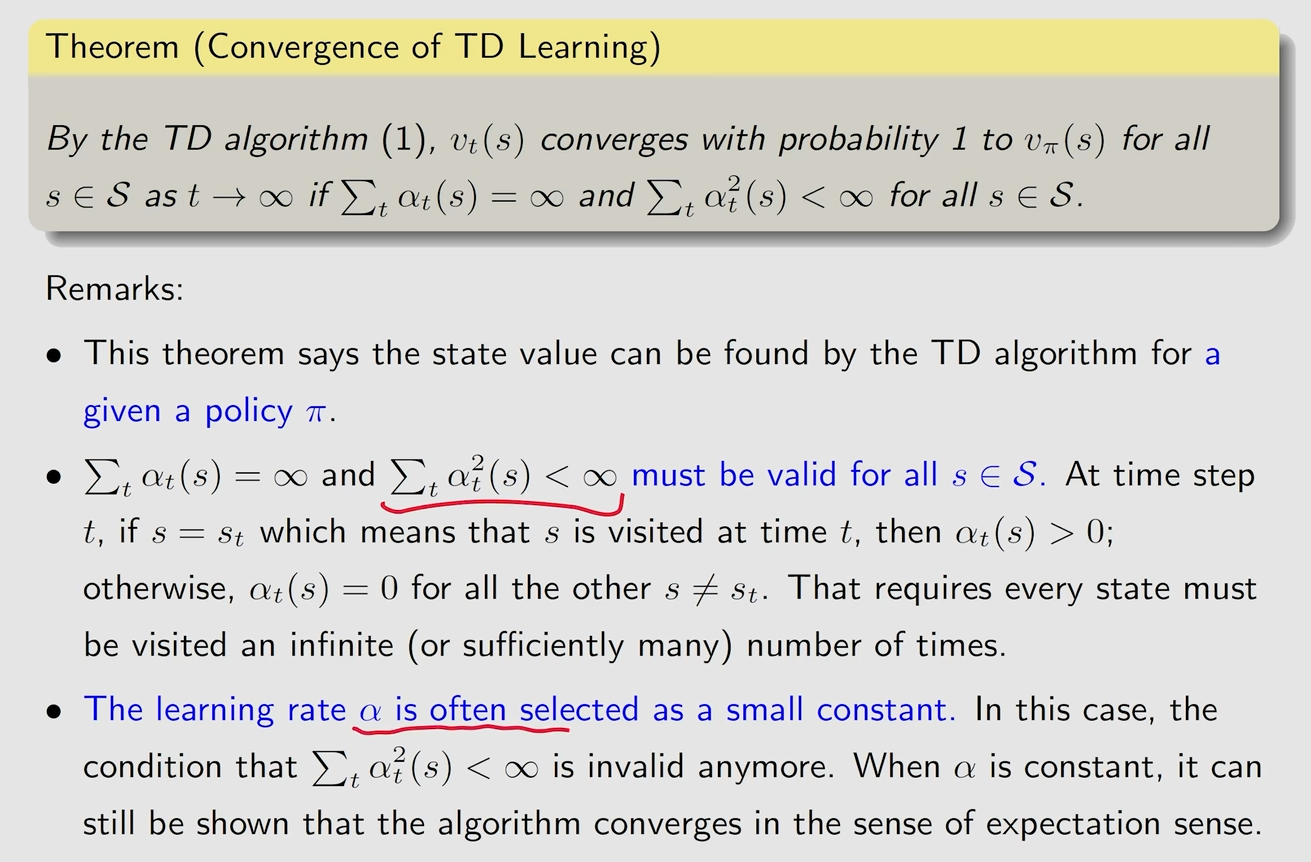 Theorem (Convergence of TD Learning)
By the TD algorithm (1), $v_t(s)$ converges with probability 1 to $v_\pi(s)$ for all
$s \in \mathcal{S}$ as $t \to \infty$ if $\sum_t \alpha_t(s) = \infty$ and $\sum_t \alpha_t^2(s) < \infty$ for all $s \in \mathcal{S}$.
Remarks:
• This theorem says the state value can be found by the TD algorithm for a
given a policy $\pi$.
• $\sum_t \alpha_t(s) = \infty$ and $\sum_t \alpha_t^2(s) < \infty$ must be valid for all $s \in \mathcal{S}$. At time step
$t$, if $s = s_t$ which means that $s$ is visited at time $t$, then $\alpha_t(s) > 0$;
otherwise, $\alpha_t(s) = 0$ for all the other $s \neq s_t$. That requires every state must
be visited an infinite (or sufficiently many) number of times.
• The learning rate $\alpha$ is often selected as a small constant. In this case, the
condition that $\sum_t \alpha_t^2(s) < \infty$ is invalid anymore. When $\alpha$ is constant, it can
still be shown that the algorithm converges in the sense of expectation sense.